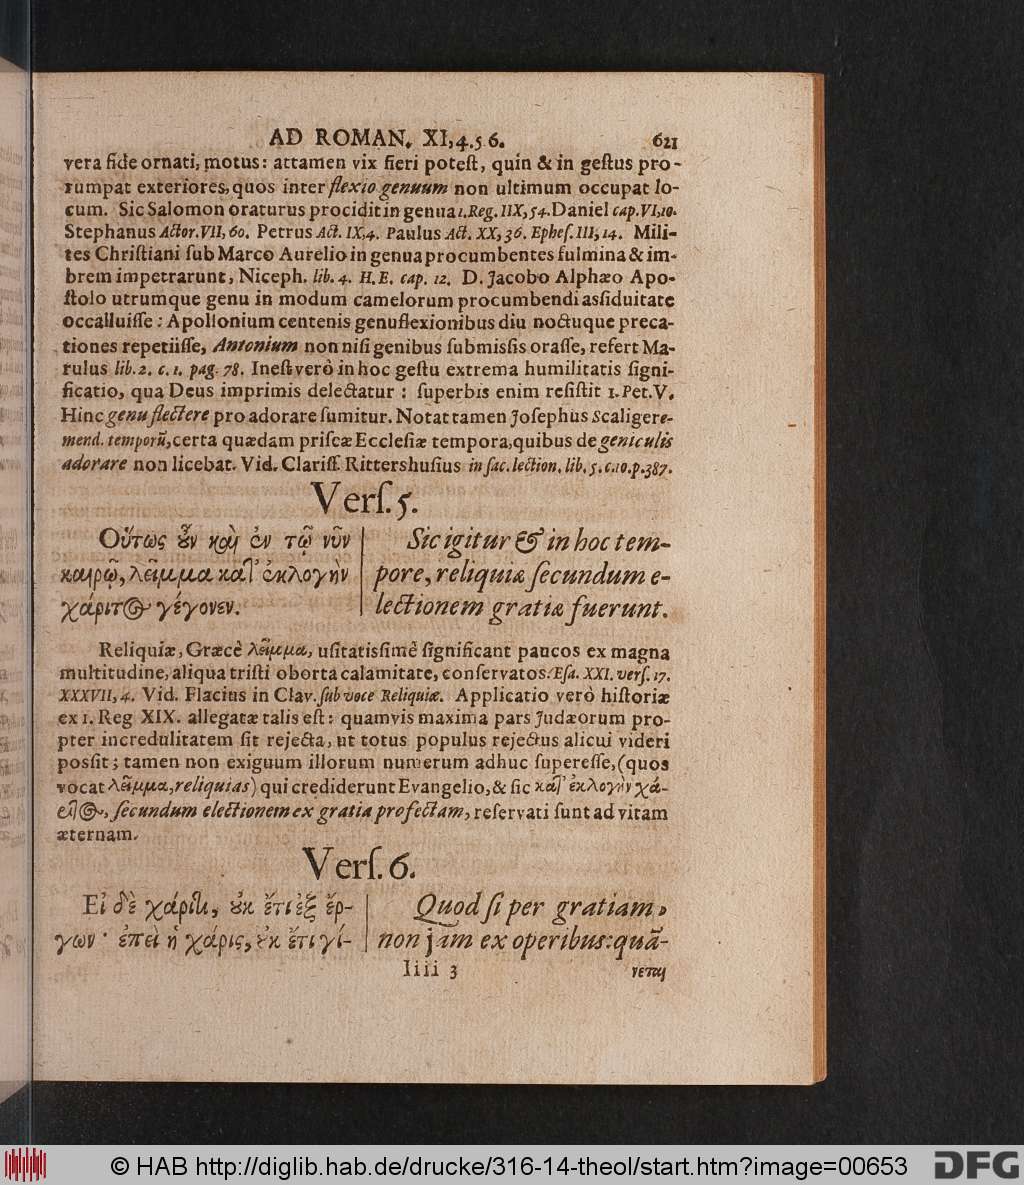 AD ROMAN. XI, 4. 5. 6. 621
vera fide ornati, motus: attamen vix fieri poteſt, quin & in geſtus pro-
rumpat exteriores, quos inter flexio genuum non ultimum occupat lo-
cum. Sic Salomon oraturus procidit in genua 1. Reg. IIX, 54. Daniel cap. VI, 10.
Stephanus Actor. VII, 60. Petrus Act. IX, 4. Paulus Act. XX, 36. Epheſ. III, 14. Mili-
tes Chriſtiani ſub Marco Aurelio in genua procumbentes fulmina & im-
brem impetrarunt, Niceph. lib. 4. H. E. cap. 12. D. Jacobo Alphæo Apo-
ſtolo utrumque genu in modum camelorum procumbendi asſiduitate
occalluiſſe: Apollonium centenis genuflexionibus diu noctuque preca-
tiones repetiiſſe, Antonium non niſi genibus ſubmisſis oraſſe, refert Ma-
rulus lib. 2. c. 1. pag. 78. Ineſt verò in hoc geſtu extrema humilitatis ſigni-
ficatio, qua Deus imprimis delectatur: ſuperbis enim reſiſtit 1. Pet. V.
Hinc genu flectere pro adorare ſumitur. Notat tamen Joſephus Scaliger e-
mend. temporũ, certa quædam priſcæ Eccleſiæ tempora, quibus de geniculis
adorare non licebat. Vid. Clariſſ. Rittershuſius in ſac. lection. lib. 5. c. 10. p. 387.
Verſ. 5.
Οὕτως ȣ̓͂ν καὶ ἐν τῷ νῦν
καιρῷ, λεῖμμα κατ' ἐκλογὴν
χάριτος γέγονεν.
Sic igitur & in hoc tem-
pore, reliquiæ ſecundum e-
lectionem gratiæ fuerunt.
Reliquiæ, Græcè λεῖμμα, uſitatisſimè ſignificant paucos ex magna
multitudine, aliqua triſti oborta calamitate, conſervatos: Eſa. XXI. verſ. 17.
XXXVII, 4. Vid. Flacius in Clav. ſub voce Reliquiæ. Applicatio verò hiſtoriæ
ex 1. Reg XIX. allegatæ talis eſt: quamvis maxima pars Judæorum pro-
pter incredulitatem ſit rejecta, ut totus populus rejectus alicui videri
posſit; tamen non exiguum illorum numerum adhuc ſupereſſe, (quos
vocat λεῖμμα, reliquias) qui crediderunt Evangelio, & ſic κατ' ἐκλογὴν χά-
ριτος, ſecundum electionem ex gratia profectam, reſervati ſunt ad vitam
æternam.
Verſ. 6.
Εἰ δὲ χάριτι, ȣ̓κ ἔτι ἐξ ἔρ-
γων· ἐπεὶ ἡ χάρις, ȣ̓κ ἔτι γί-
Quod ſi per gratiam,
non jam ex operibus: quã-
Iiii 3 νεται
© HAB http://diglib.hab.de/drucke/316-14-theol/start.htm?image=00653 DFG